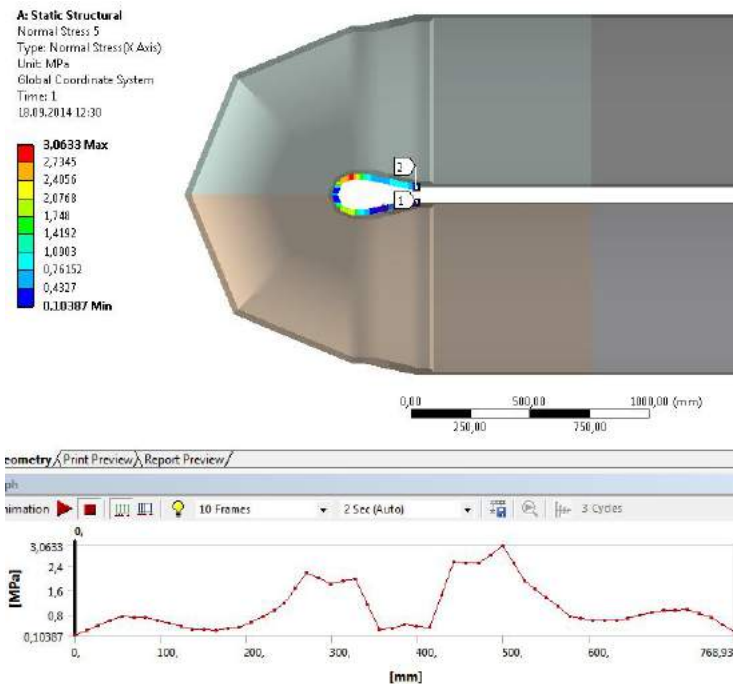 A: Static Structural
Normal Stress 5
Type: Normal Stress(X Axis)
Unit: MPa
Global Coordinate System
Time: 1
18.09.2014 12:30
3,0633 Max
2,7345
2,4056
2,0768
1,748
1,4192
1,0903
0,76152
0,4327
0,10387 Min
2
1
0,00 500,00 1000,00 (mm)
250,00 750,00
eometry Print Preview Report Preview
ph
nimation 10 Frames 2 Sec (Auto) 3 Cycles
0,
3,0633
2,4
1,6
0,8
0,10387
[MPa]
0, 100, 200, 300, 400, 500, 600, 768,93
[mm]